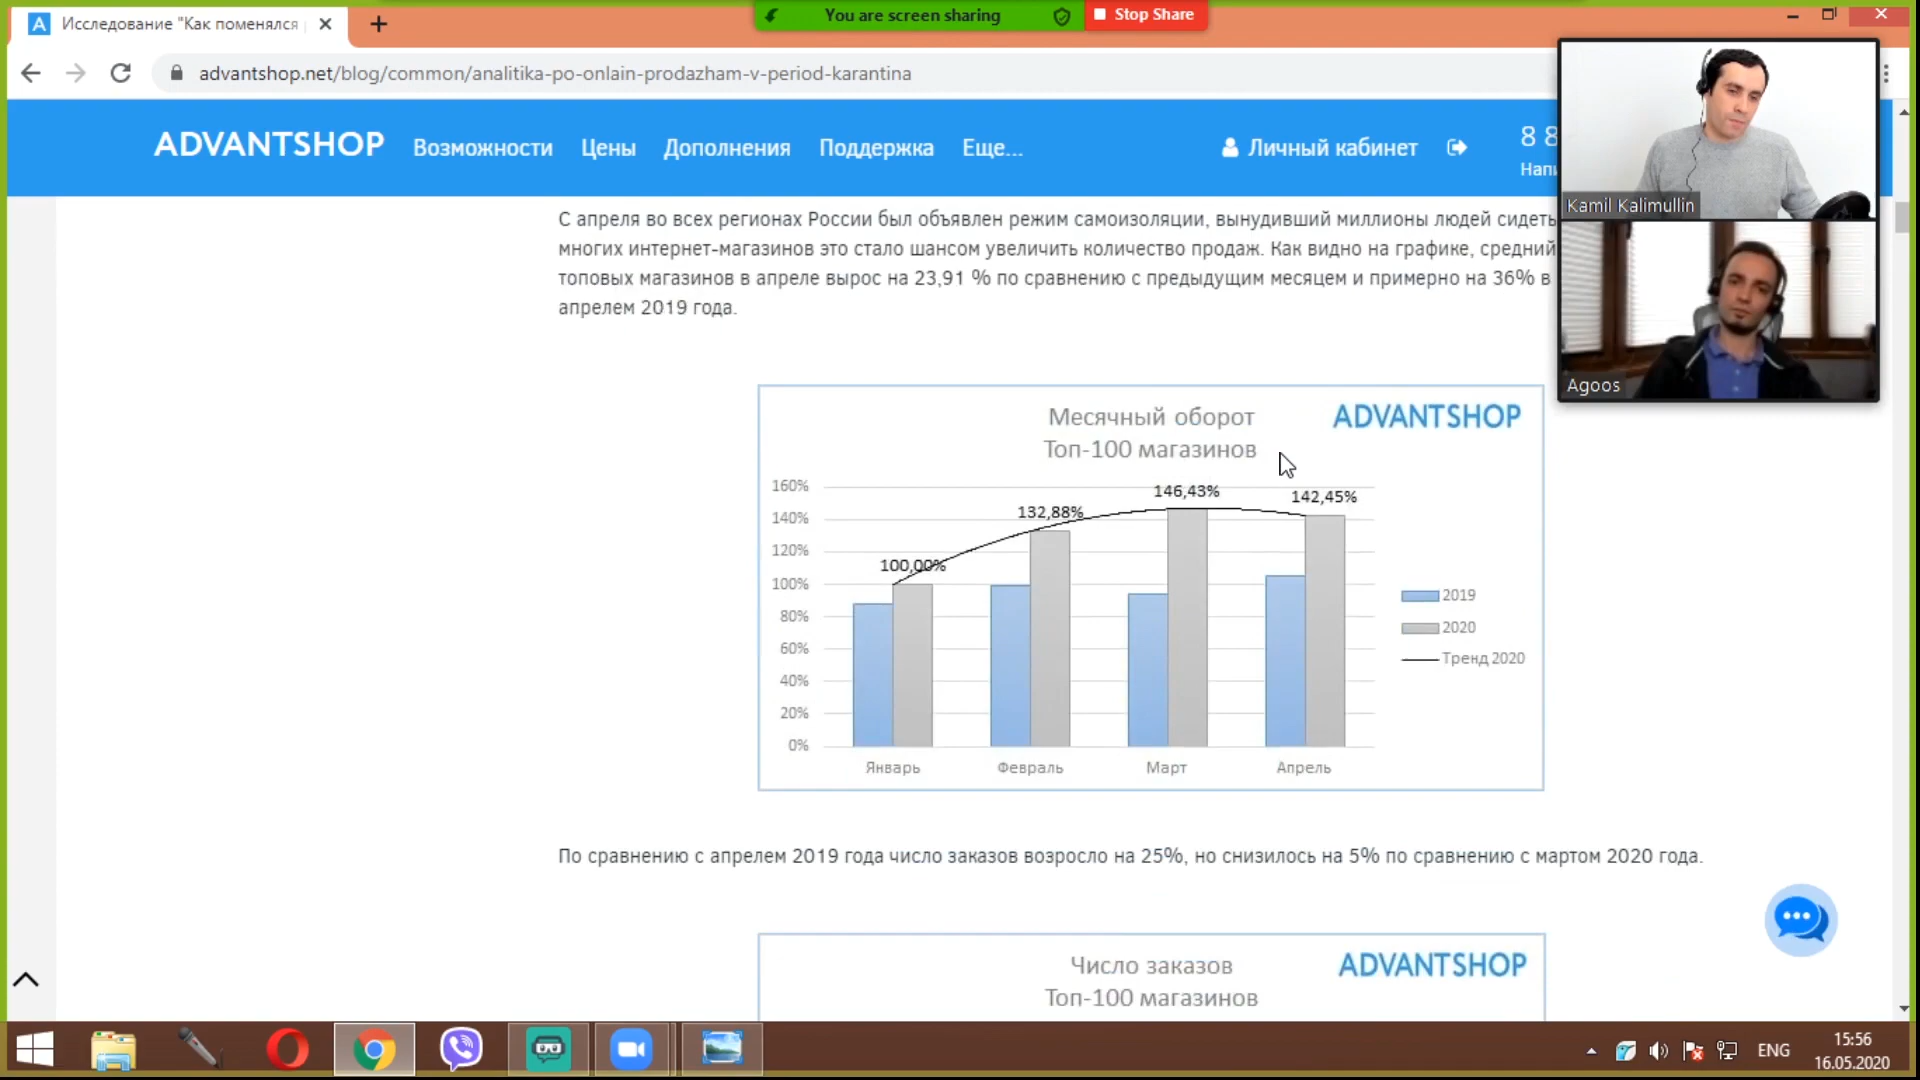 Исследование "Как поменялся
You are screen sharing
Stop Share
advantshop.net/blog/common/analitika-po-onlain-prodazham-v-period-karantina
ADVANTSHOP Возможности Цены Дополнения Поддержка Еще... Личный кабинет 8 8
Kamil Kalimullin
Agoos
С апреля во всех регионах России был объявлен режим самоизоляции, вынудивший миллионы людей сидеть
многих интернет-магазинов это стало шансом увеличить количество продаж. Как видно на графике, средний
топовых магазинов в апреле вырос на 23,91 % по сравнению с предыдущим месяцем и примерно на 36% в
апрелем 2019 года.
Месячный оборот
Топ-100 магазинов
ADVANTSHOP
160%
140%
120%
100%
80%
60%
40%
20%
0%
100,00%
132,88%
146,43%
142,45%
Январь Февраль Март Апрель
2019
2020
Тренд 2020
По сравнению с апрелем 2019 года число заказов возросло на 25%, но снизилось на 5% по сравнению с мартом 2020 года.
Число заказов
Топ-100 магазинов
ADVANTSHOP
ENG
15:56
16.05.2020